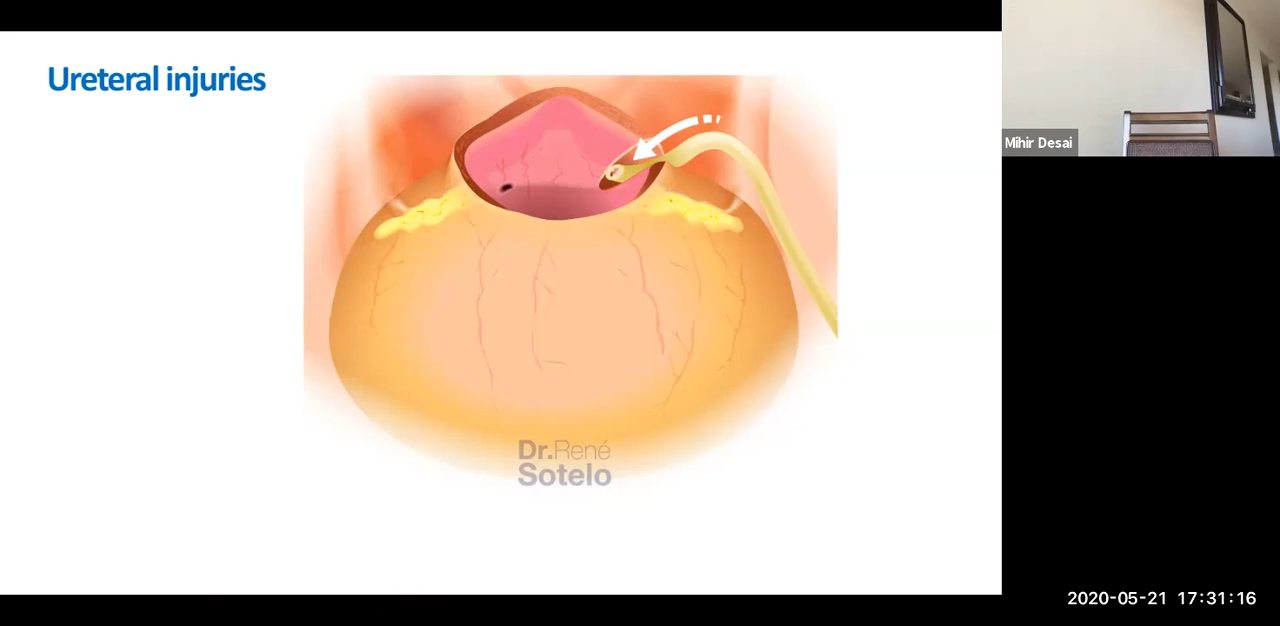 Ureteral injuries
Mihir Desai
Dr.René
Sotelo
2020-05-21 17:31:16